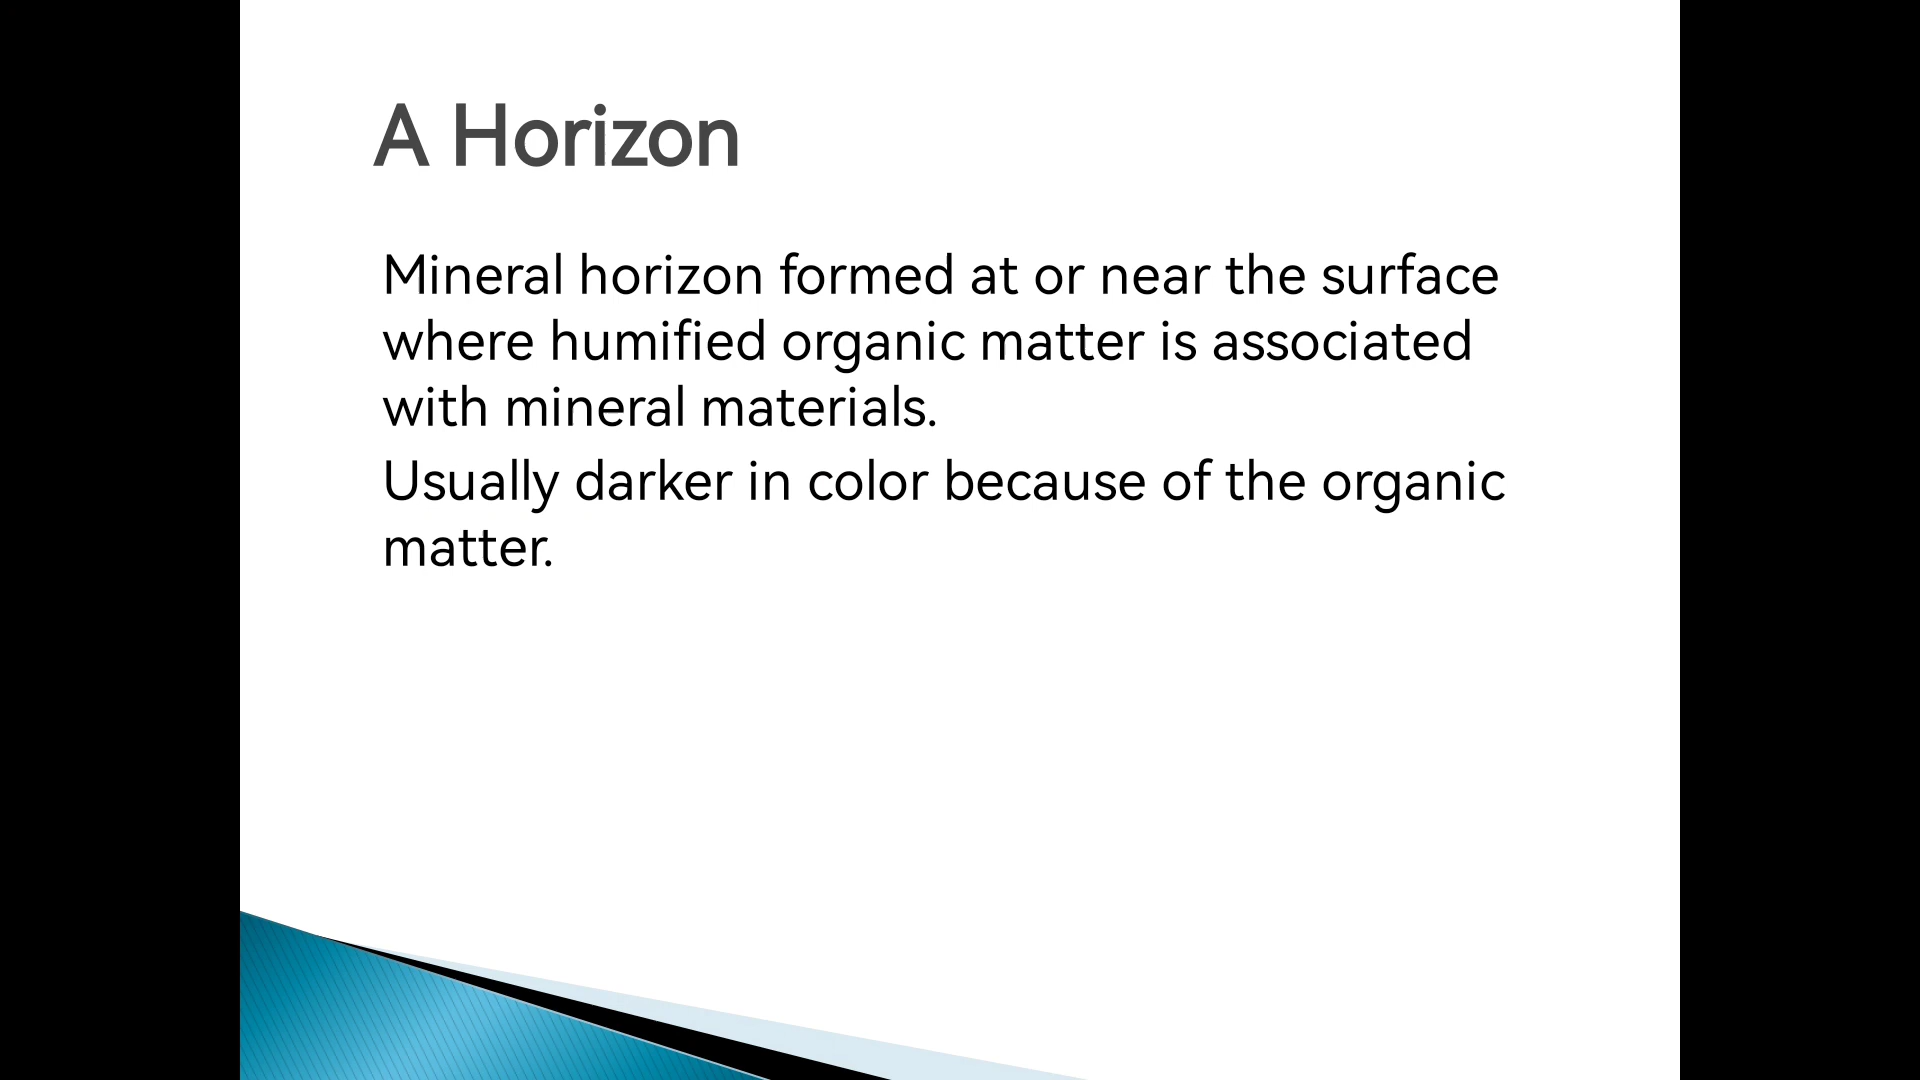 A Horizon
Mineral horizon formed at or near the surface
where humified organic matter is associated
with mineral materials.
Usually darker in color because of the organic
matter.